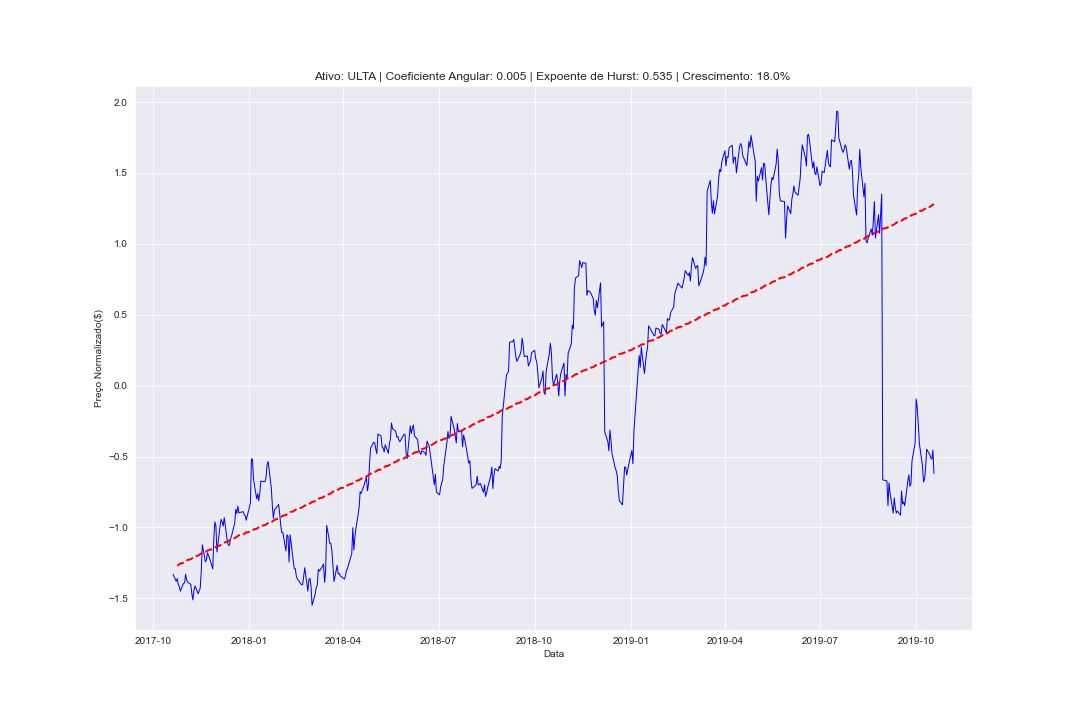 Ativo: ULTA | Coeficiente Angular: 0.005 | Expoente de Hurst: 0.535 | Crescimento: 18.0%
2.0
1.5
1.0
0.5
0.0
−0.5
−1.0
−1.5
Preço Normalizado($)
2017-10 2018-01 2018-04 2018-07 2018-10 2019-01 2019-04 2019-07 2019-10
Data